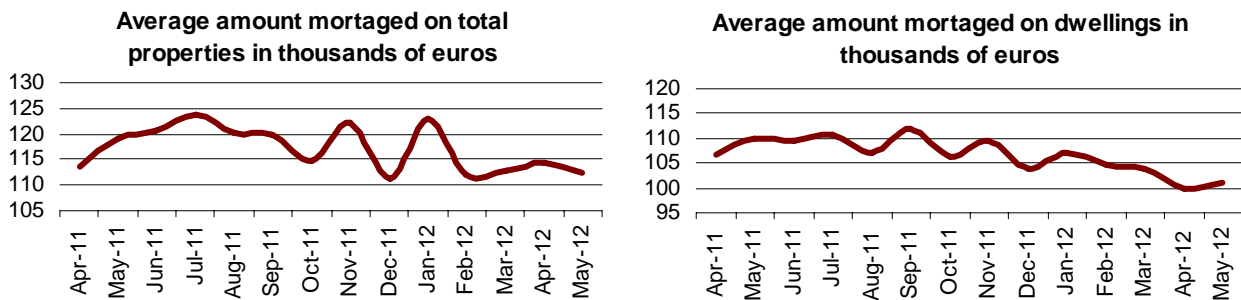 Average amount mortaged on total
properties in thousands of euros
130
125
120
115
110
105
Apr-11
May-11
Jun-11
Jul-11
Aug-11
Sep-11
Oct-11
Nov-11
Dec-11
Jan-12
Feb-12
Mar-12
Apr-12
May-12
Average amount mortaged on dwellings in
thousands of euros
120
115
110
105
100
95
Apr-11
May-11
Jun-11
Jul-11
Aug-11
Sep-11
Oct-11
Nov-11
Dec-11
Jan-12
Feb-12
Mar-12
Apr-12
May-12